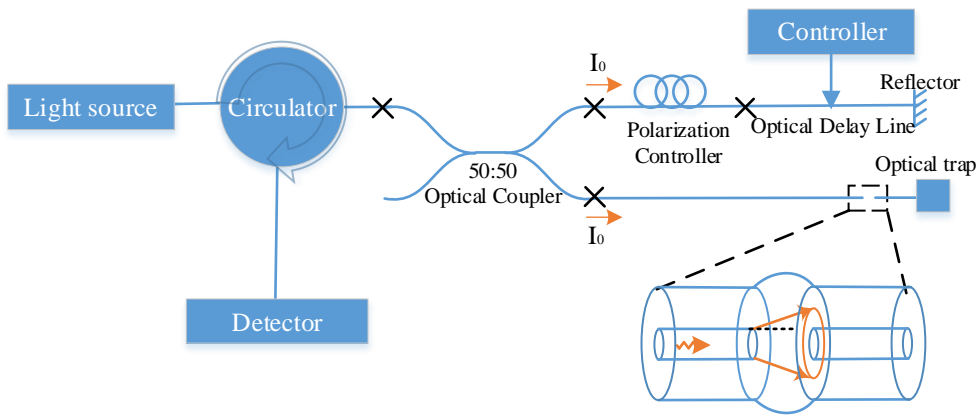 Controller
I₀
Reflector
Light source
Circulator
Polarization
Controller
Optical Delay Line
50:50
Optical Coupler
Optical trap
I₀
Detector